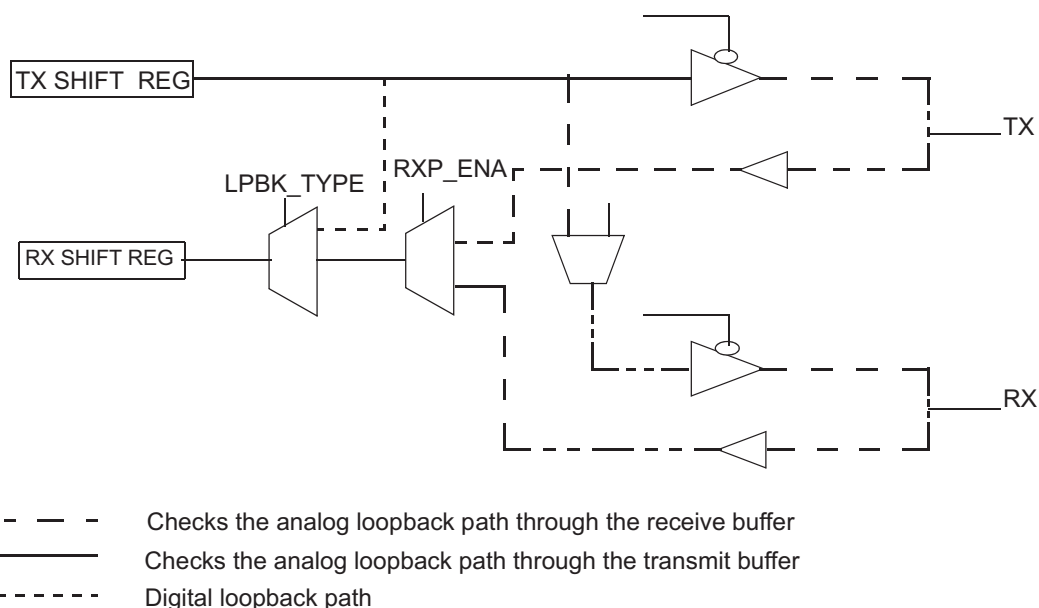 TX SHIFT REG
TX
LPBK_TYPE
RXP_ENA
RX SHIFT REG
RX
Checks the analog loopback path through the receive buffer
Checks the analog loopback path through the transmit buffer
Digital loopback path